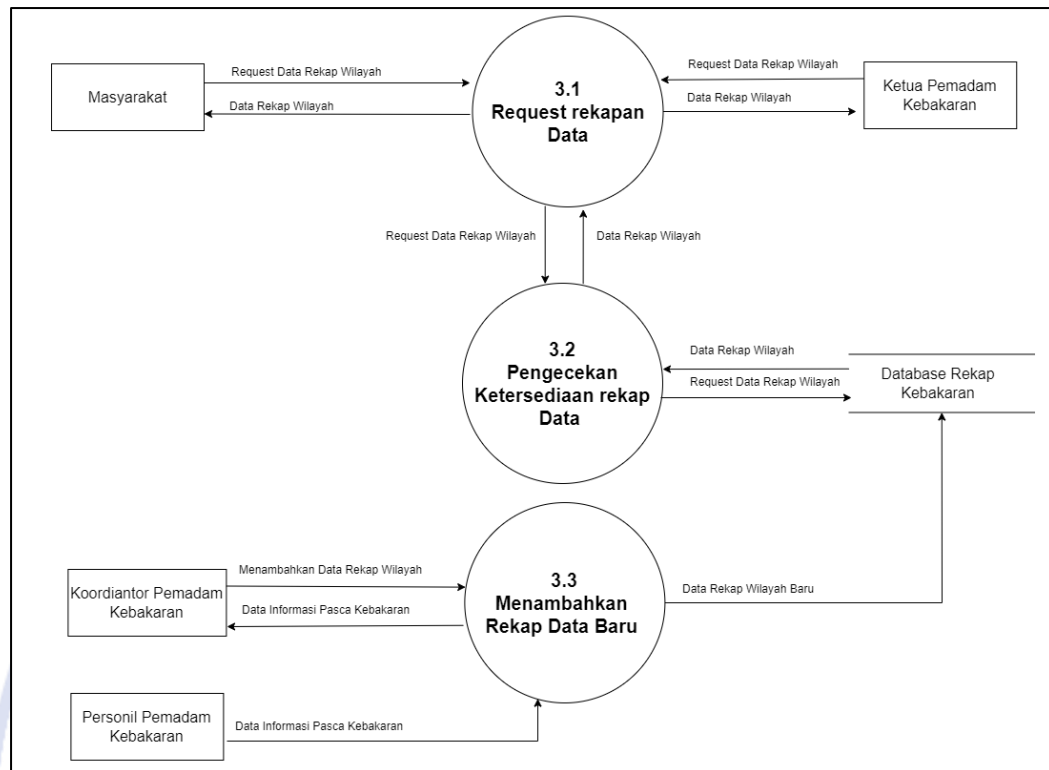 Masyarakat
Request Data Rekap Wilayah
Data Rekap Wilayah
3.1
Request rekapan
Data
Request Data Rekap Wilayah
Data Rekap Wilayah
Ketua Pemadam
Kebakaran
Request Data Rekap Wilayah
Data Rekap Wilayah
3.2
Pengecekan
Ketersediaan rekap
Data
Data Rekap Wilayah
Request Data Rekap Wilayah
Database Rekap
Kebakaran
Koordiantor Pemadam
Kebakaran
Menambahkan Data Rekap Wilayah
Data Informasi Pasca Kebakaran
3.3
Menambahkan
Rekap Data Baru
Data Rekap Wilayah Baru
Personil Pemadam
Kebakaran
Data Informasi Pasca Kebakaran